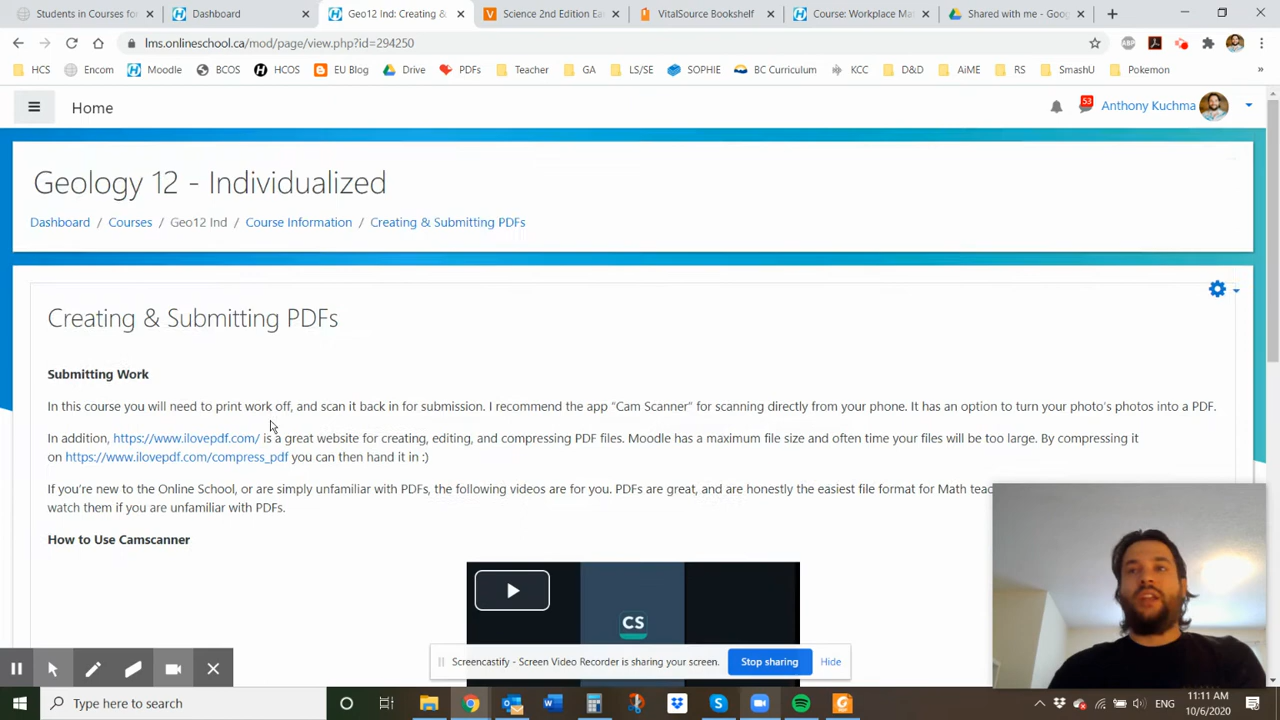 Students in Courses for
Dashboard
Geo12 Ind: Creating &
Science 2nd Edition Ea
VitalSource Bookshelf
Course: Workplace Ma
Shared with me - Goog
lms.onlineschool.ca/mod/page/view.php?id=294250
ABP
HCS
Encom
Moodle
BCOS
HCOS
EU Blog
Drive
PDFs
Teacher
GA
LS/SE
SOPHIE
BC Curriculum
KCC
D&D
AiME
RS
SmashU
Pokemon
»
Home
53
Anthony Kuchma
Geology 12 - Individualized
Dashboard / Courses / Geo12 Ind / Course Information / Creating & Submitting PDFs
Creating & Submitting PDFs
Submitting Work
In this course you will need to print work off, and scan it back in for submission. I recommend the app "Cam Scanner" for scanning directly from your phone. It has an option to turn your photo's photos into a PDF.
In addition, https://www.ilovepdf.com/ is a great website for creating, editing, and compressing PDF files. Moodle has a maximum file size and often time your files will be too large. By compressing it
on https://www.ilovepdf.com/compress_pdf you can then hand it in :)
If you're new to the Online School, or are simply unfamiliar with PDFs, the following videos are for you. PDFs are great, and are honestly the easiest file format for Math
watch them if you are unfamiliar with PDFs.
How to Use Camscanner
CS
Screencastify - Screen Video Recorder is sharing your screen.
Stop sharing
Hide
Type here to search
ENG
11:11 AM
10/6/2020